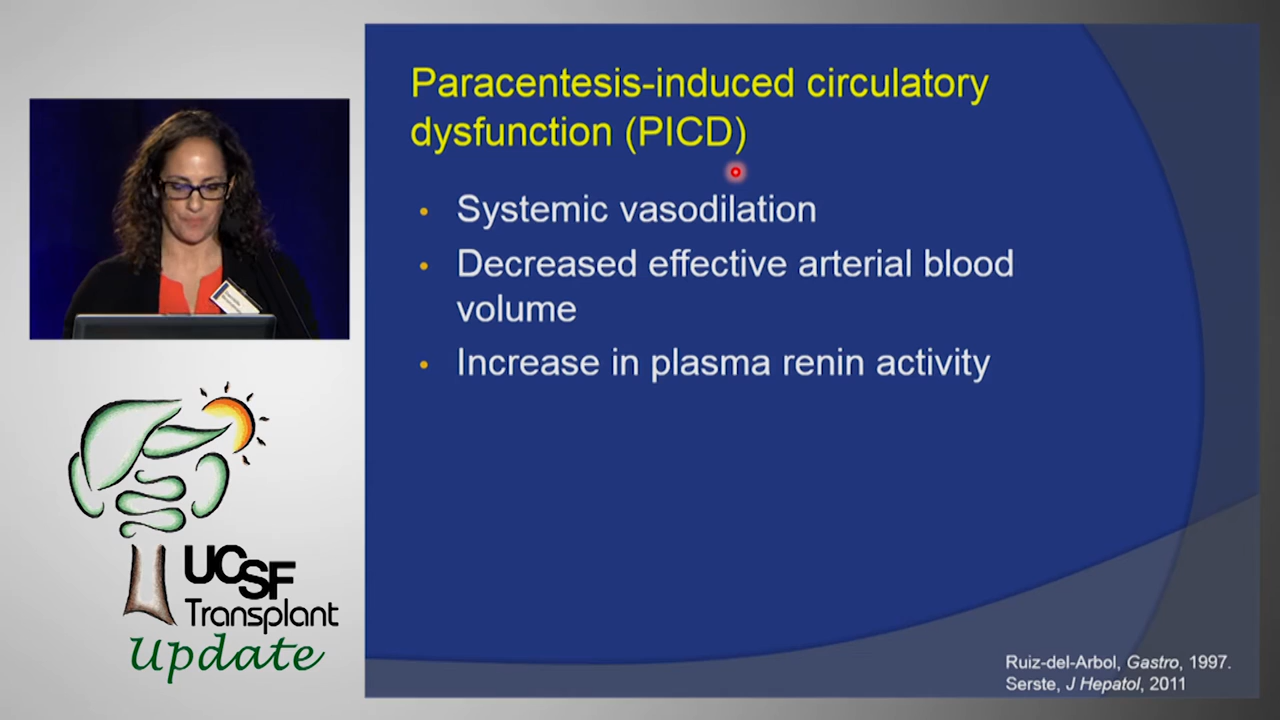 Paracentesis-induced circulatory
dysfunction (PICD)
• Systemic vasodilation
• Decreased effective arterial blood
volume
• Increase in plasma renin activity
UCSF
Transplant
Update
Ruiz-del-Arbol, Gastro, 1997.
Serste, J Hepatol, 2011